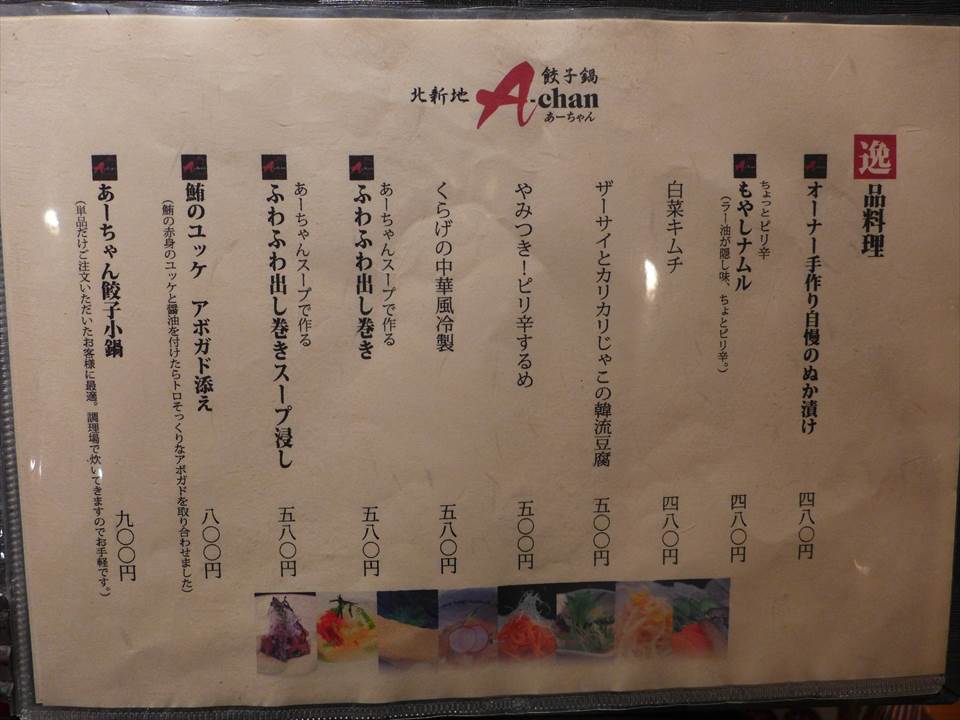 北新地
A-chan
餃子鍋
あーちゃん
逸品料理
オーナー手作り自慢のぬか漬け
四八〇円
ちょっとピリ辛
もやしナムル
(ラー油が隠し味、ちょとピリ辛。)
四八〇円
白菜キムチ
四八〇円
ザーサイとカリカリじゃこの韓流豆腐
五〇〇円
やみつき!ピリ辛するめ
五〇〇円
くらげの中華風冷製
五八〇円
あーちゃんスープで作る
ふわふわ出し巻き
五八〇円
あーちゃんスープで作る
ふわふわ出し巻きスープ浸し
五八〇円
鮪のユッケ アボガド添え
(鮪の赤身のユッケと醤油を付けたらトロそっくりなアボガドを取り合わせました)
八〇〇円
あーちゃん餃子小鍋
(単品だけご注文いただいたお客様に最適。調理場で炊いてきますのでお手軽です。)
九〇〇円